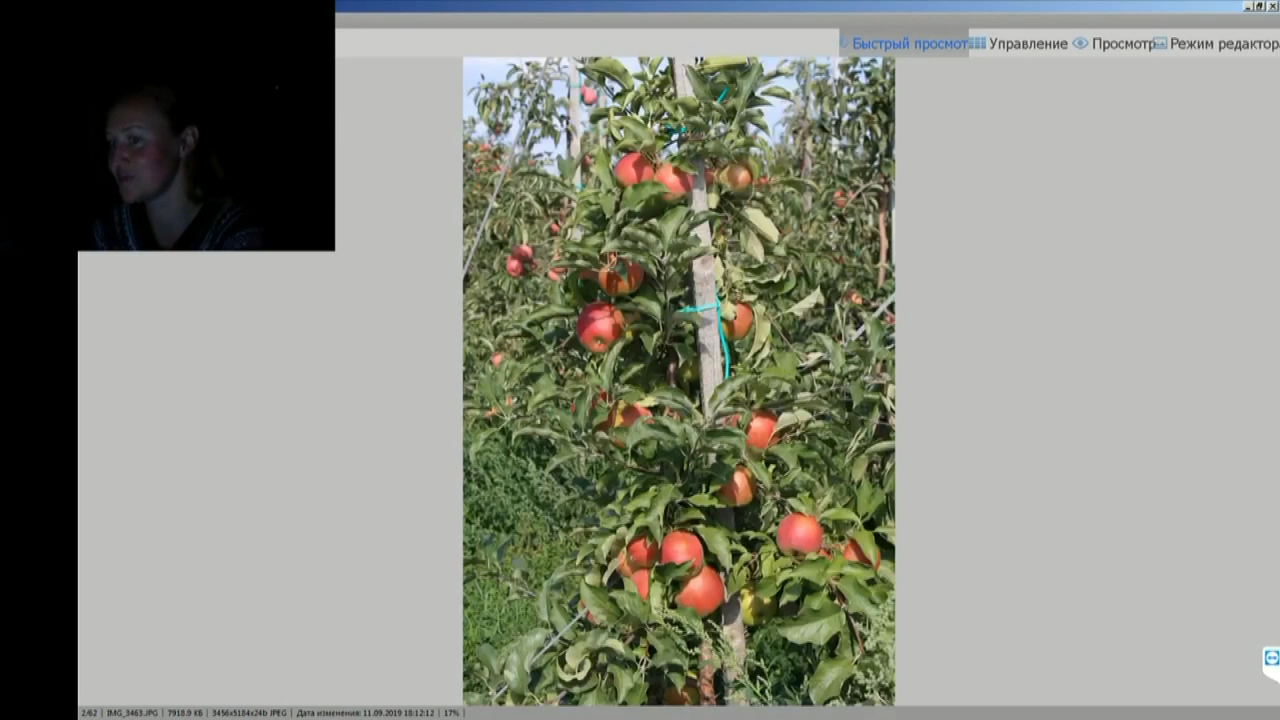 Быстрый просмот Управление Просмотр Режим редактор
2/62 | IMG_3463.JPG | 7918.9 КБ | 3456x5184x24b JPEG | Дата изменения: 11.09.2019 18:12:12 | 17% |